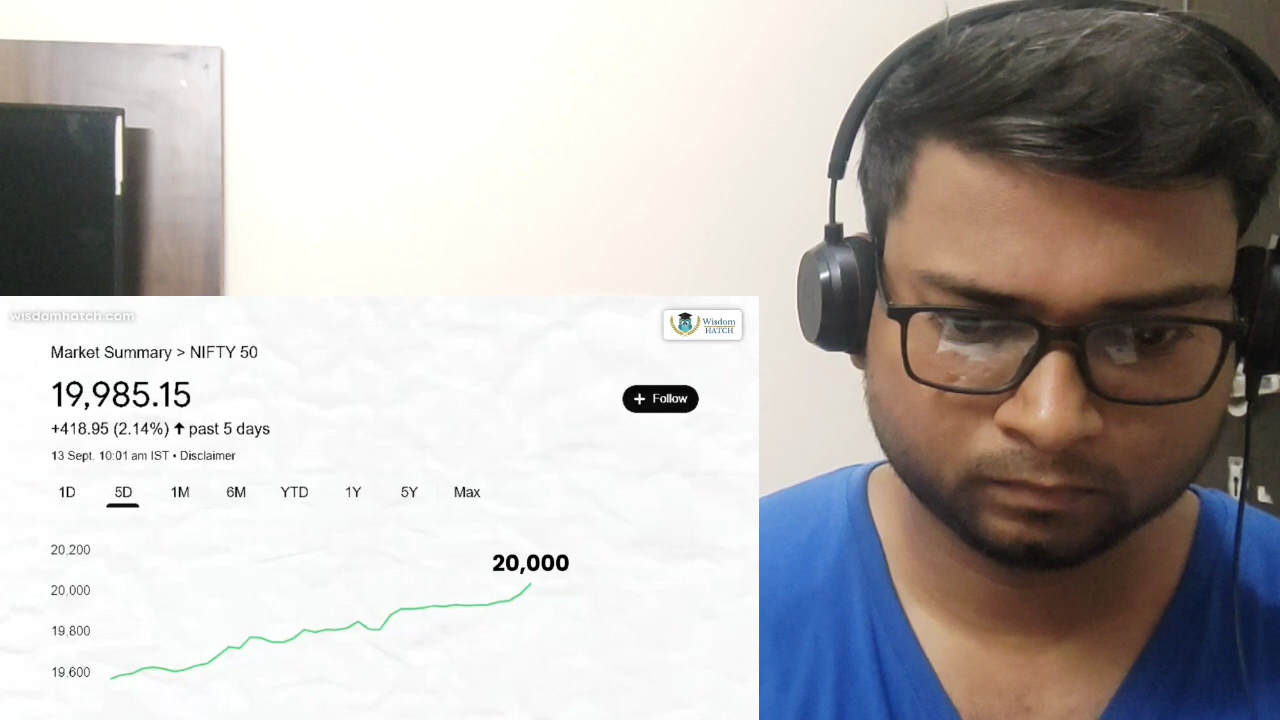 wisdomhatch.com
Wisdom
HATCH
Market Summary > NIFTY 50
19,985.15
+ Follow
+418.95 (2.14%) ↑ past 5 days
13 Sept. 10:01 am IST • Disclaimer
1D 5D 1M 6M YTD 1Y 5Y Max
20,200
20,000
20,000
19,800
19,600